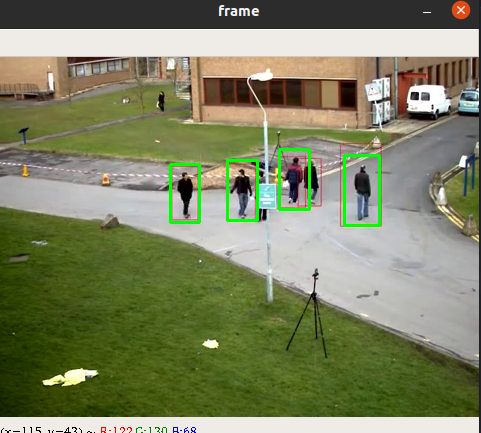 frame
(x=115, y=43) ~ R:122 G:130 B:68